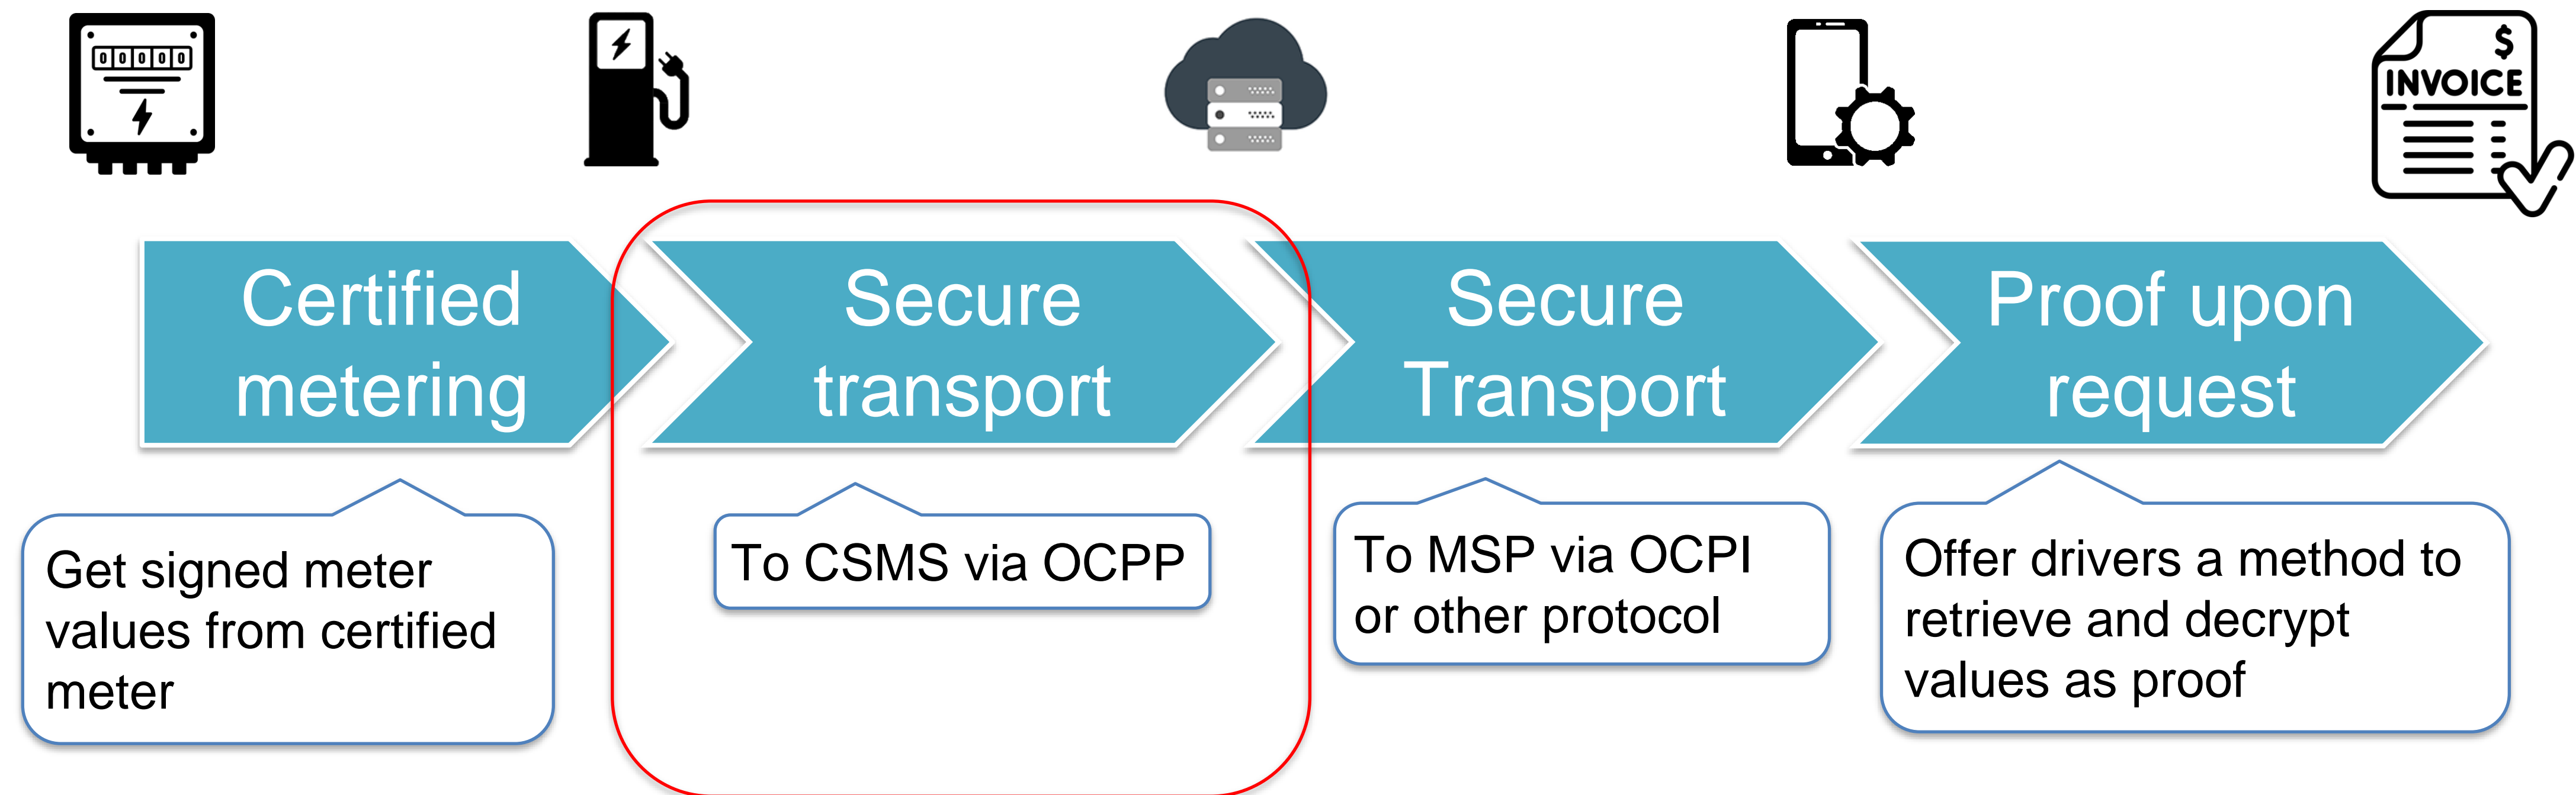 00000
$
INVOICE
Certified
metering
Secure
transport
Secure
Transport
Proof upon
request
Get signed meter
values from certified
meter
To CSMS via OCPP
To MSP via OCPI
or other protocol
Offer drivers a method to
retrieve and decrypt
values as proof